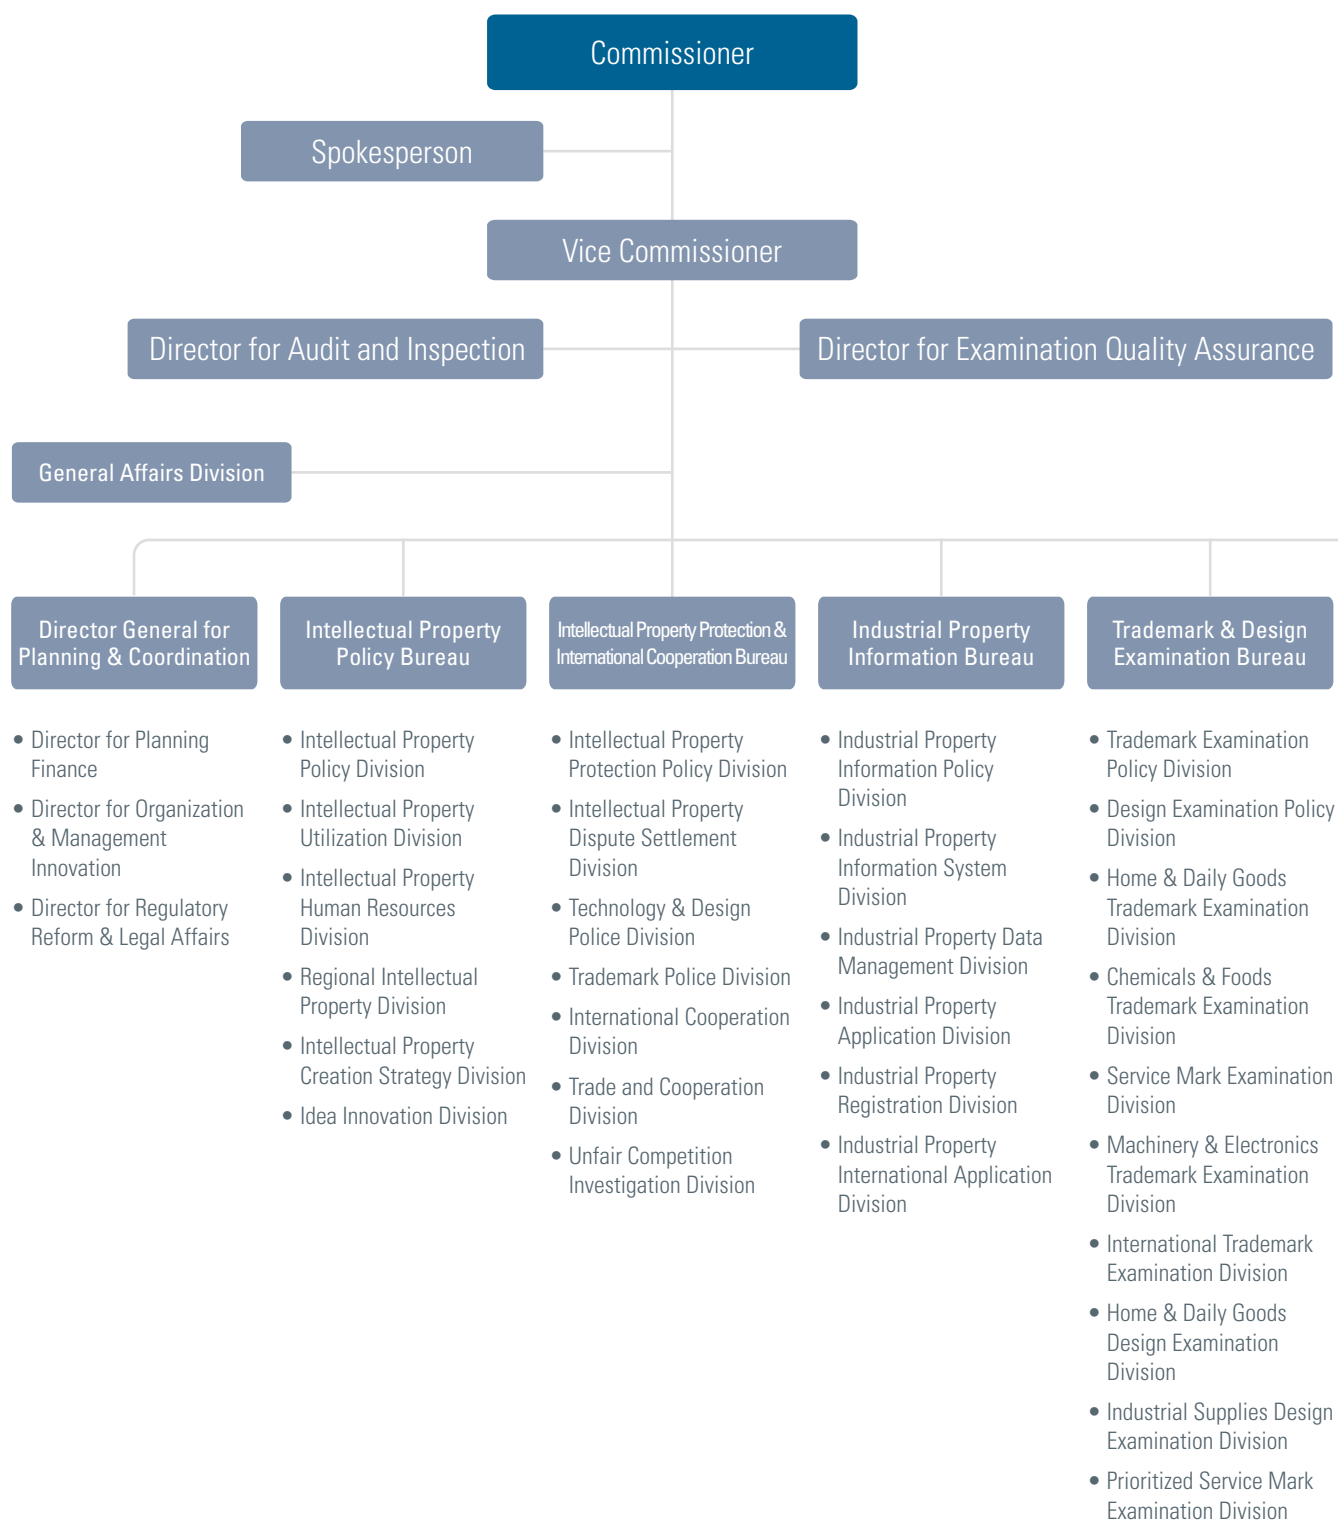 Commissioner
Spokesperson
Vice Commissioner
Director for Audit and Inspection
Director for Examination Quality Assurance
General Affairs Division
Director General for
Planning & Coordination
• Director for Planning
Finance
• Director for Organization
& Management
Innovation
• Director for Regulatory
Reform & Legal Affairs
Intellectual Property
Policy Bureau
• Intellectual Property
Policy Division
• Intellectual Property
Utilization Division
• Intellectual Property
Human Resources
Division
• Regional Intellectual
Property Division
• Intellectual Property
Creation Strategy Division
• Idea Innovation Division
Intellectual Property Protection &
International Cooperation Bureau
• Intellectual Property
Protection Policy Division
• Intellectual Property
Dispute Settlement
Division
• Technology & Design
Police Division
• Trademark Police Division
• International Cooperation
Division
• Trade and Cooperation
Division
• Unfair Competition
Investigation Division
Industrial Property
Information Bureau
• Industrial Property
Information Policy
Division
• Industrial Property
Information System
Division
• Industrial Property Data
Management Division
• Industrial Property
Application Division
• Industrial Property
Registration Division
• Industrial Property
International Application
Division
Trademark & Design
Examination Bureau
• Trademark Examination
Policy Division
• Design Examination Policy
Division
• Home & Daily Goods
Trademark Examination
Division
• Chemicals & Foods
Trademark Examination
Division
• Service Mark Examination
Division
• Machinery & Electronics
Trademark Examination
Division
• International Trademark
Examination Division
• Home & Daily Goods
Design Examination
Division
• Industrial Supplies Design
Examination Division
• Prioritized Service Mark
Examination Division